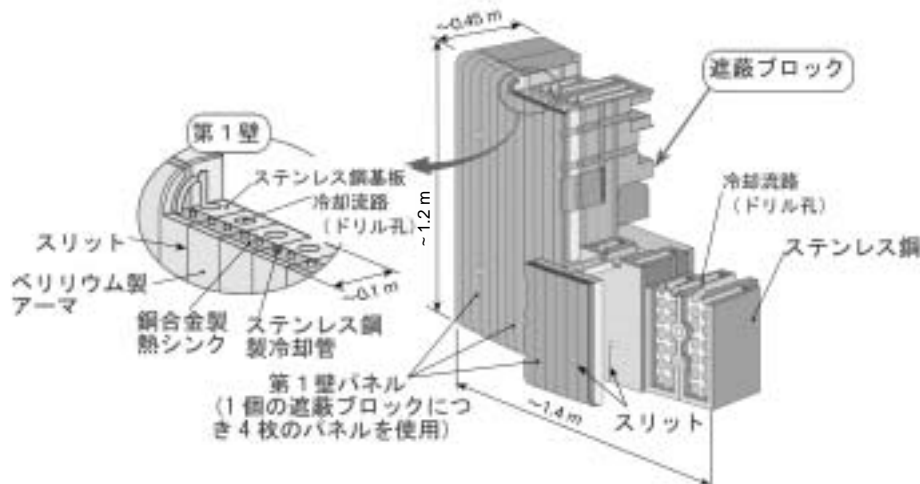 ~0.45 m
遮蔽ブロック
第1壁
ステンレス鋼基板
冷却流路
（ドリル孔）
冷却流路
（ドリル孔）
~1.2 m
スリット
ステンレス鋼
ベリリウム製
アーマ
~0.1 m
銅合金製
熱シンク
ステンレス鋼
製冷却管
第1壁パネル
（1個の遮蔽ブロックにつ
き4枚のパネルを使用）
~1.4 m
スリット